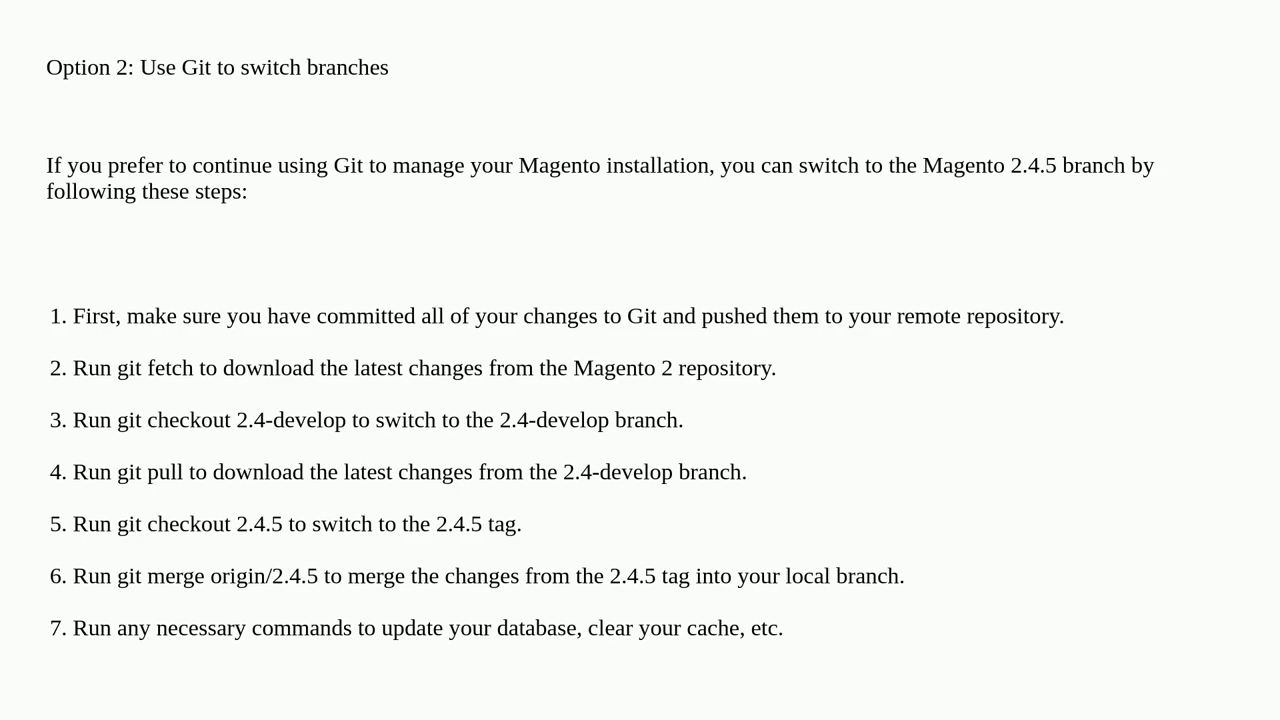 Option 2: Use Git to switch branches
If you prefer to continue using Git to manage your Magento installation, you can switch to the Magento 2.4.5 branch by
following these steps:
1. First, make sure you have committed all of your changes to Git and pushed them to your remote repository.
2. Run git fetch to download the latest changes from the Magento 2 repository.
3. Run git checkout 2.4-develop to switch to the 2.4-develop branch.
4. Run git pull to download the latest changes from the 2.4-develop branch.
5. Run git checkout 2.4.5 to switch to the 2.4.5 tag.
6. Run git merge origin/2.4.5 to merge the changes from the 2.4.5 tag into your local branch.
7. Run any necessary commands to update your database, clear your cache, etc.